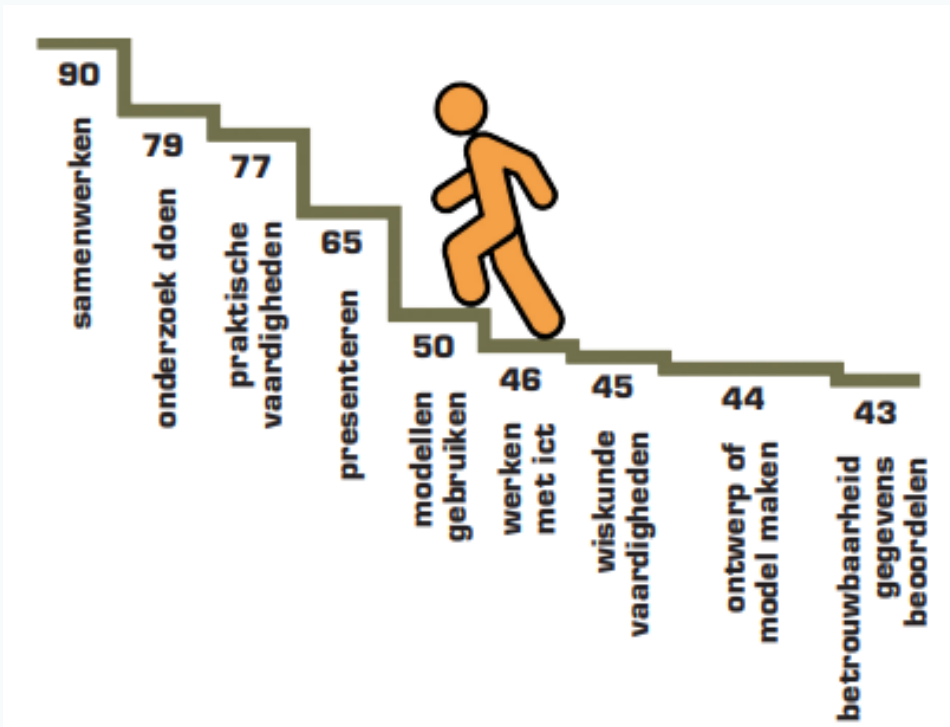 90
samenwerken
79
onderzoek doen
77
praktische
vaardigheden
65
presenteren
50
modellen
gebruiken
46
werken
met ict
45
wiskunde
vaardigheden
44
ontwerp of
model maken
43
betrouwbaarheid
gegevens
beoordelen